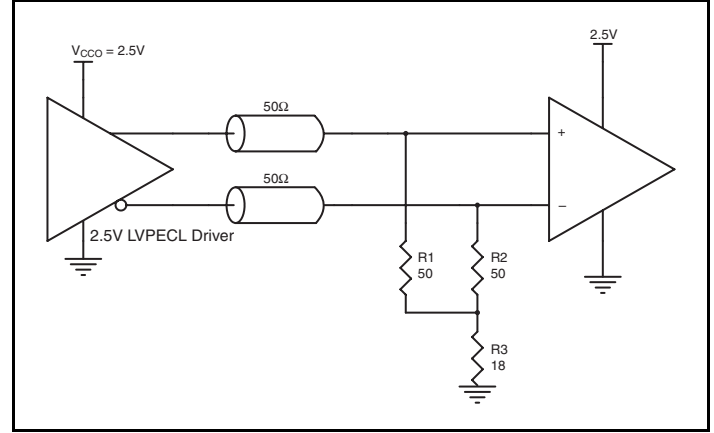 V_CCO = 2.5V
2.5V
50Ω
+
50Ω
−
2.5V LVPECL Driver
R1
50
R2
50
R3
18